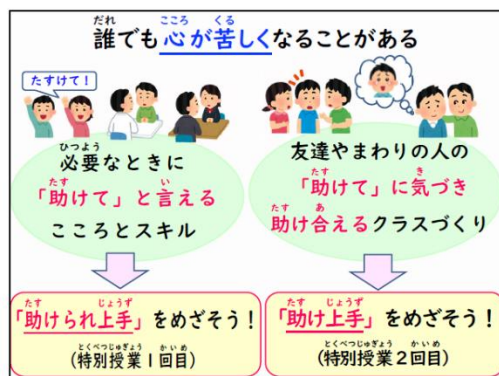 誰でも心が苦しくなることがある
たすけて！
必要なときに
「助けて」と言える
こころとスキル
友達やまわりの人の
「助けて」に気づき
助け合えるクラスづくり
「助けられ上手」をめざそう！
(特別授業1回目)
「助け上手」をめざそう！
(特別授業2回目)